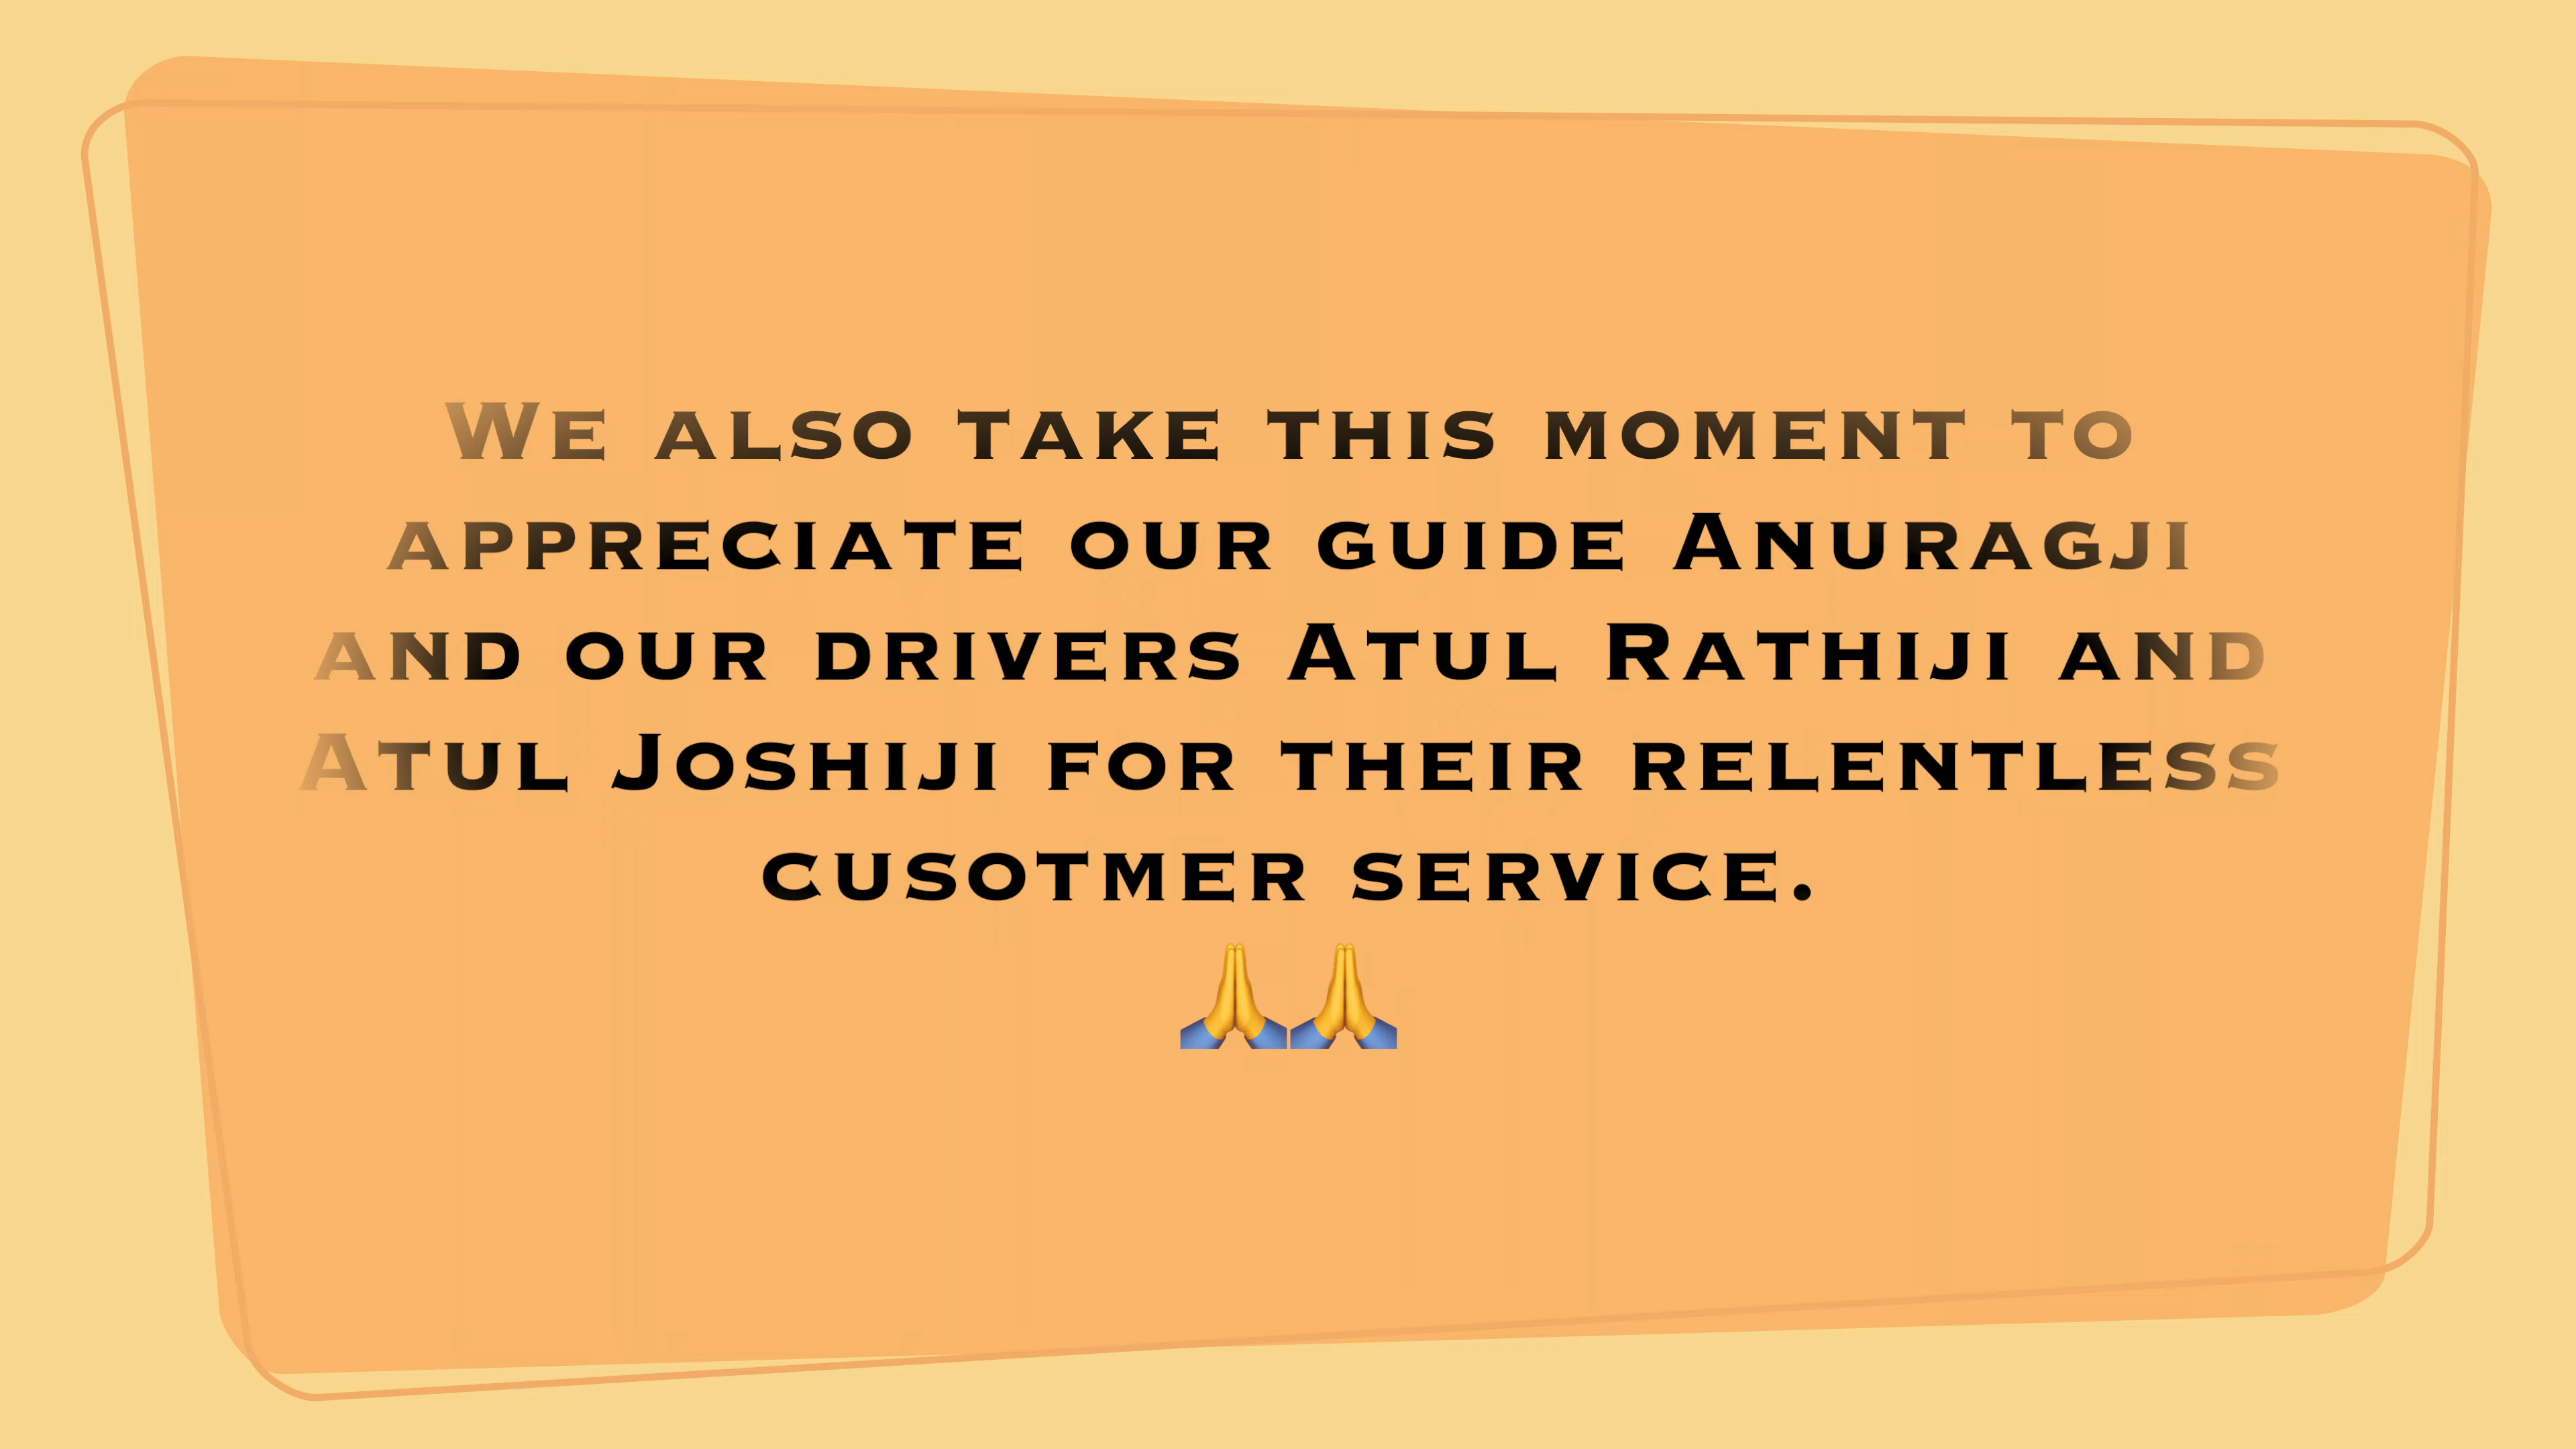 We also take this moment to
appreciate our guide Anuragji
and our drivers Atul Rathiji and
Atul Joshiji for their relentless
cusotmer service.
🙏🙏